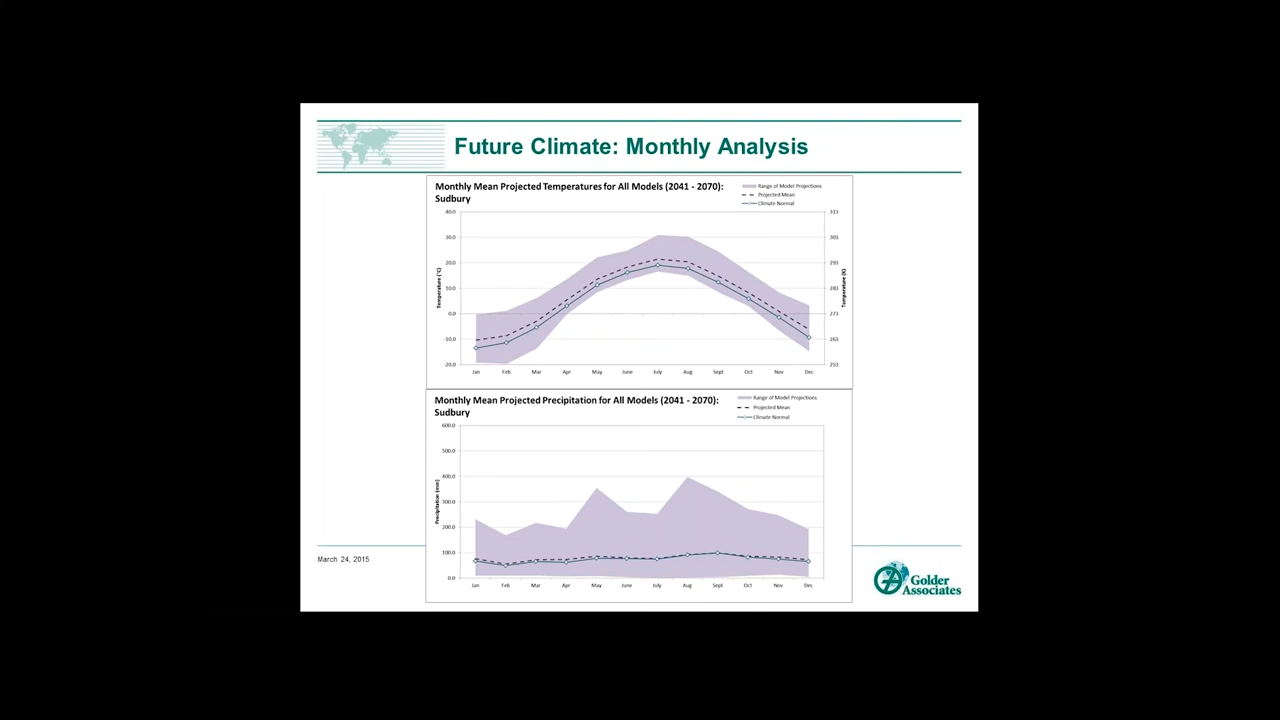 Future Climate: Monthly Analysis
Monthly Mean Projected Temperatures for All Models (2041 - 2070):
Sudbury
Range of Model Projections
Projected Mean
Climate Normal
40.0
30.0
20.0
10.0
0.0
-10.0
-20.0
Temperature (°C)
313
303
293
283
273
263
253
Temperature (K)
Jan Feb Mar Apr May June July Aug Sept Oct Nov Dec
Monthly Mean Projected Precipitation for All Models (2041 - 2070):
Sudbury
Range of Model Projections
Projected Mean
Climate Normal
600.0
500.0
400.0
300.0
200.0
100.0
0.0
Precipitation (mm)
Jan Feb Mar Apr May June July Aug Sept Oct Nov Dec
March 24, 2015
Golder
Associates